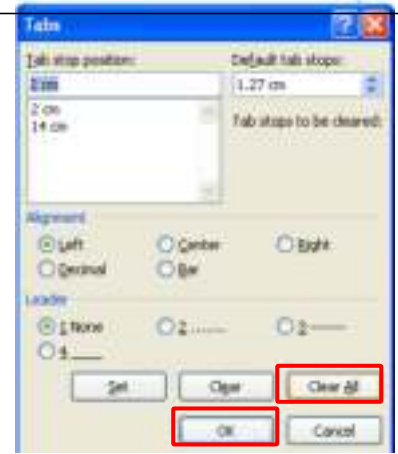 Tabs
Tab stop position: Default tab stops:
2 cm 1.27 cm
2 cm
14 cm
Tab stops to be cleared:
Alignment
Left Center Right
Decimal Bar
Leader
1 None 2 ....... 3 -------
4 ___
Set Clear Clear All
OK Cancel